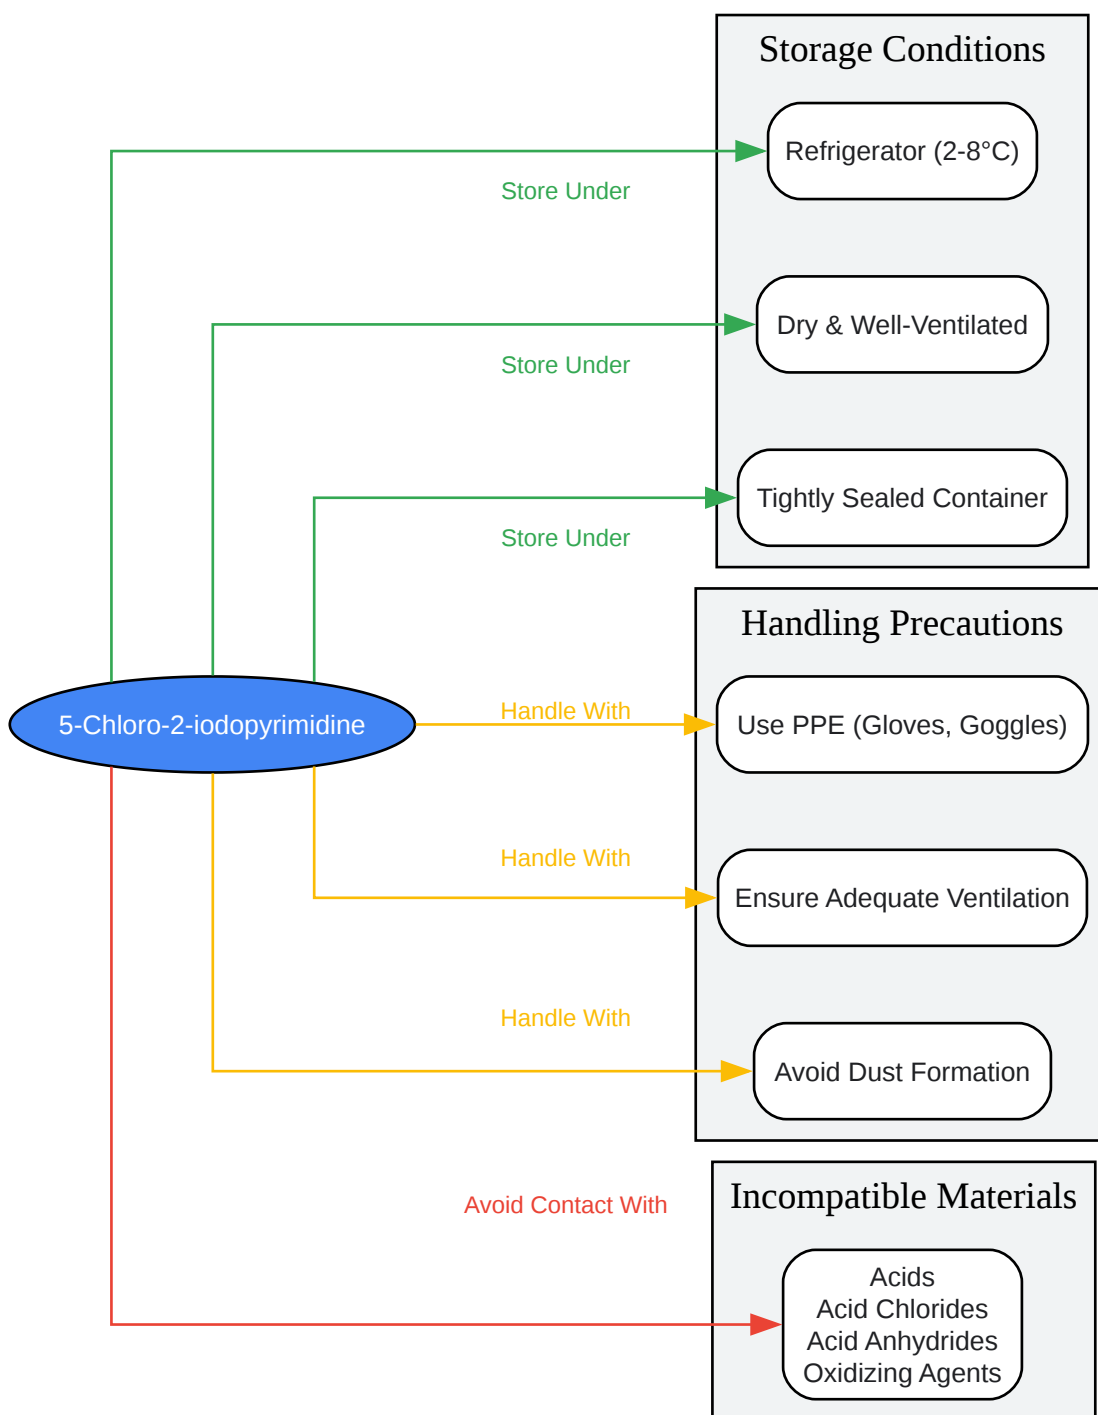 Storage Conditions
Refrigerator (2-8°C)
Store Under
Dry & Well-Ventilated
Store Under
Tightly Sealed Container
Store Under
Handling Precautions
5-Chloro-2-iodopyrimidine
Handle With
Use PPE (Gloves, Goggles)
Handle With
Ensure Adequate Ventilation
Handle With
Avoid Dust Formation
Avoid Contact With
Incompatible Materials
Acids
Acid Chlorides
Acid Anhydrides
Oxidizing Agents